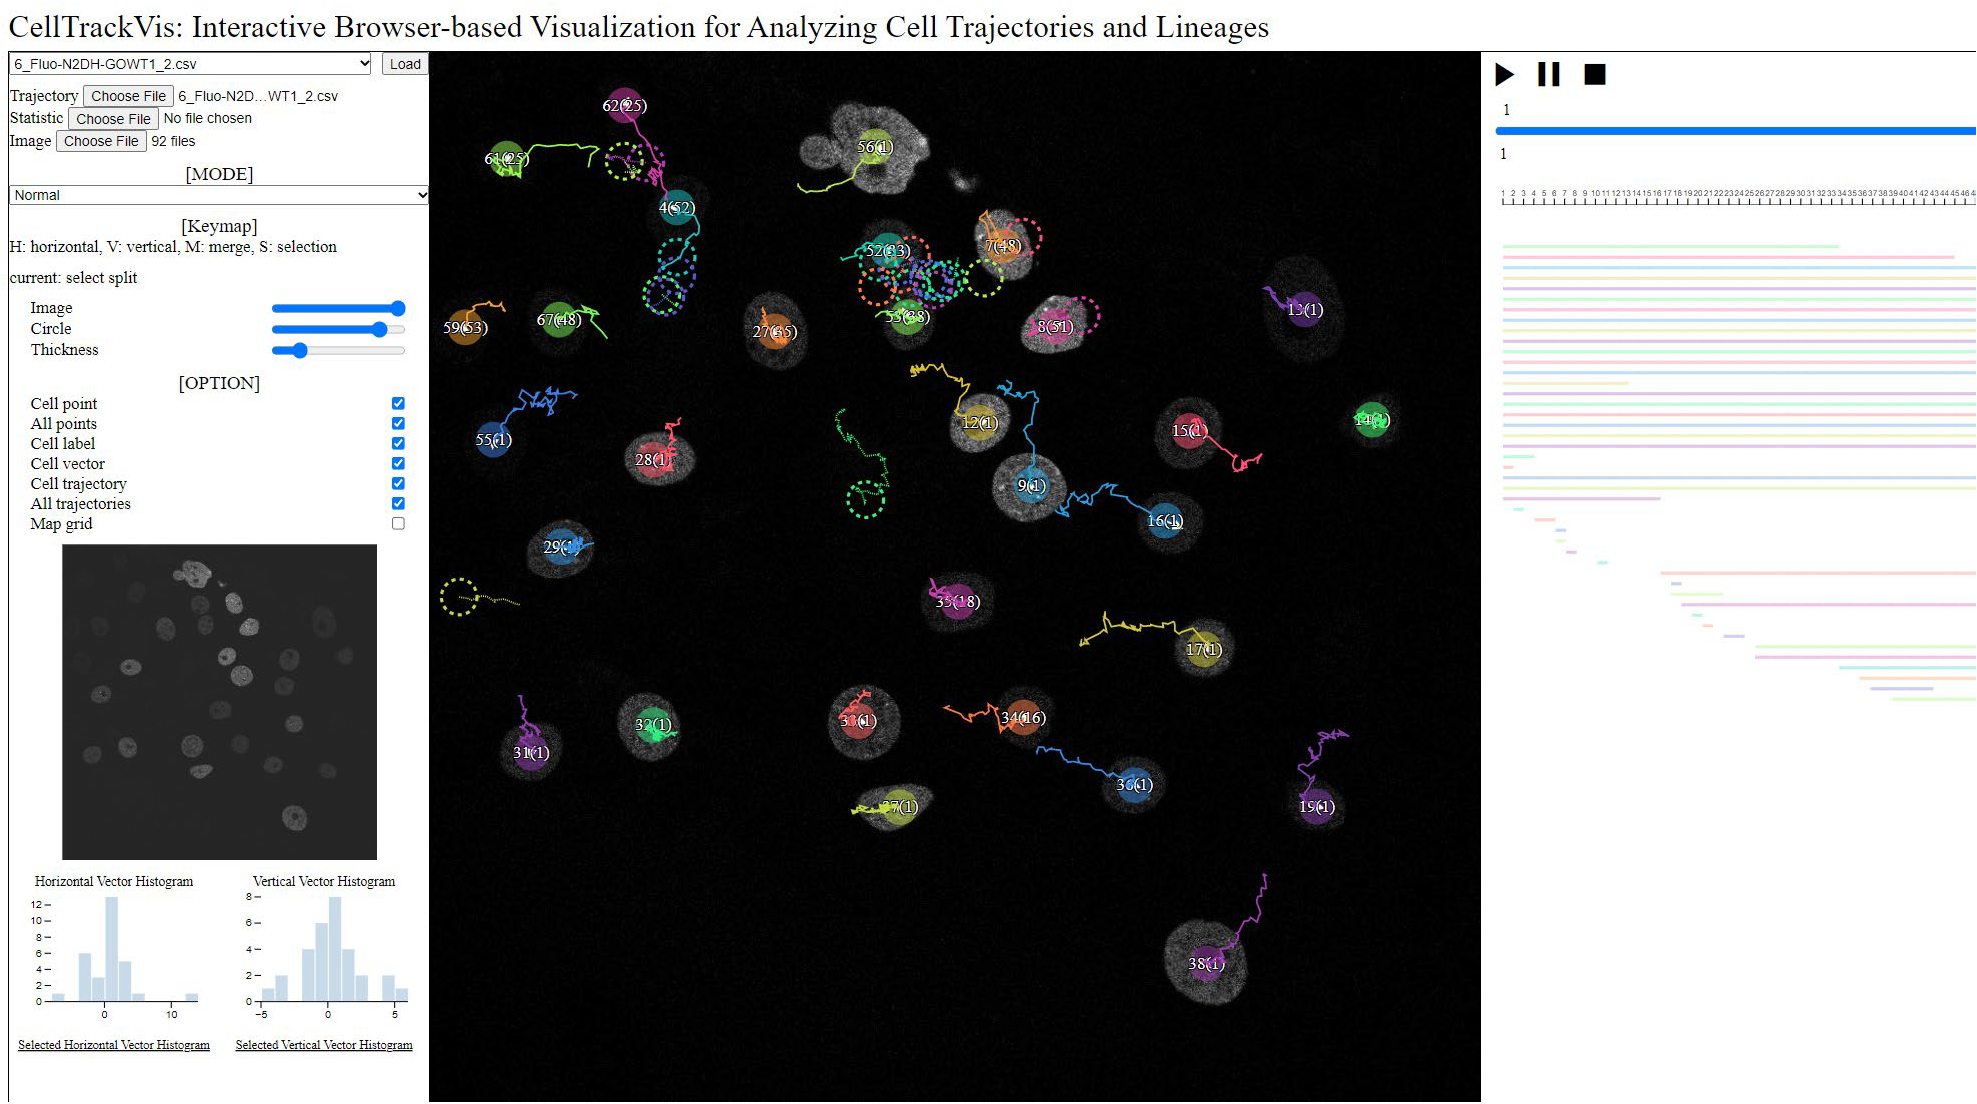 CellTrackVis: Interactive Browser-based Visualization for Analyzing Cell Trajectories and Lineages
6_Fluo-N2DH-GOWT1_2.csv
Load
Trajectory Choose File 6_Fluo-N2D...WT1_2.csv
Statistic Choose File No file chosen
Image Choose File 92 files
[MODE]
Normal
[Keymap]
H: horizontal, V: vertical, M: merge, S: selection
current: select split
Image
Circle
Thickness
[OPTION]
Cell point
All points
Cell label
Cell vector
Cell trajectory
All trajectories
Map grid
Horizontal Vector Histogram
12
10
8
6
4
2
0
0 10
Selected Horizontal Vector Histogram
Vertical Vector Histogram
8
6
4
2
0
−5 0 5
Selected Vertical Vector Histogram
62(25)
61(25)
56(1)
4(52)
7(48)
52(33)
13(1)
59(53)
67(48)
27(35)
8(51)
12(1)
15(1)
14(1)
55(1)
28(1)
9(1)
16(1)
29(1)
35(18)
17(1)
31(1)
32(1)
33(1)
34(16)
36(1)
19(1)
37(1)
38(1)
1
1
1 2 3 4 5 6 7 8 9 10 11 12 13 14 15 16 17 18 19 20 21 22 23 24 25 26 27 28 29 30 31 32 33 34 35 36 37 38 39 40 41 42 43 44 45 46